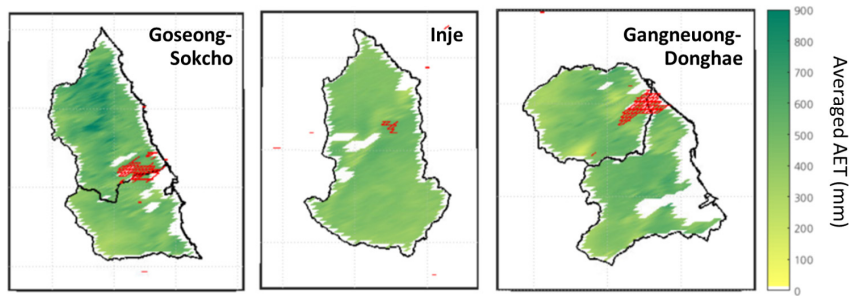 Goseong-
Sokcho
Inje
Gangneuong-
Donghae
900
800
700
600
500
400
300
200
100
0
Averaged AET (mm)